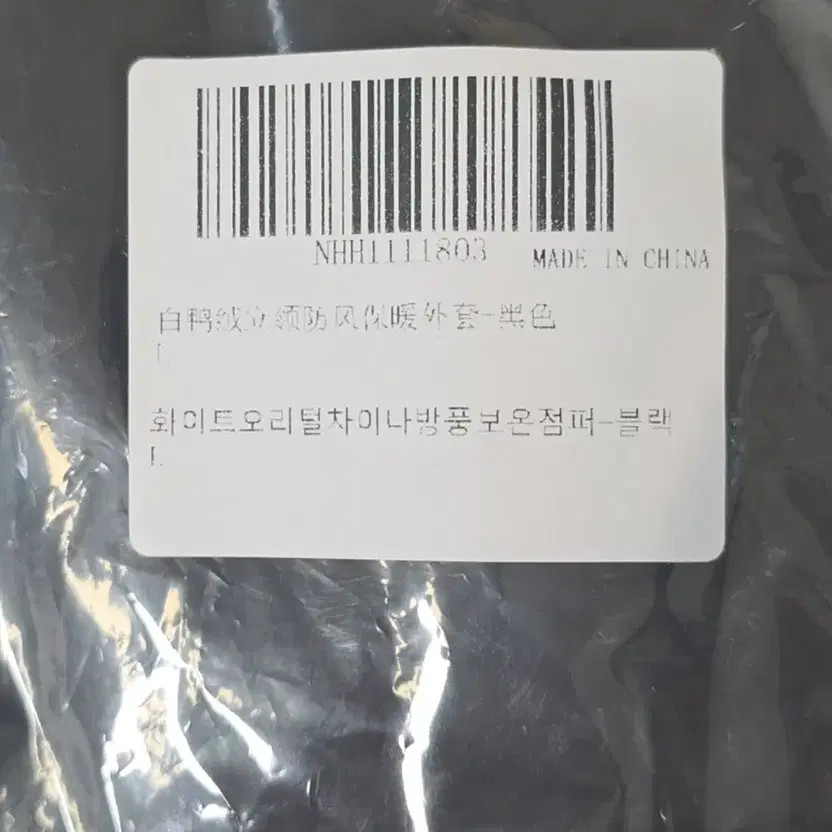 NHH1111803
MADE IN CHINA
白鸭绒立领防风保暖外套-黑色
L
화이트오리털차이나방풍보온점퍼-블랙
L